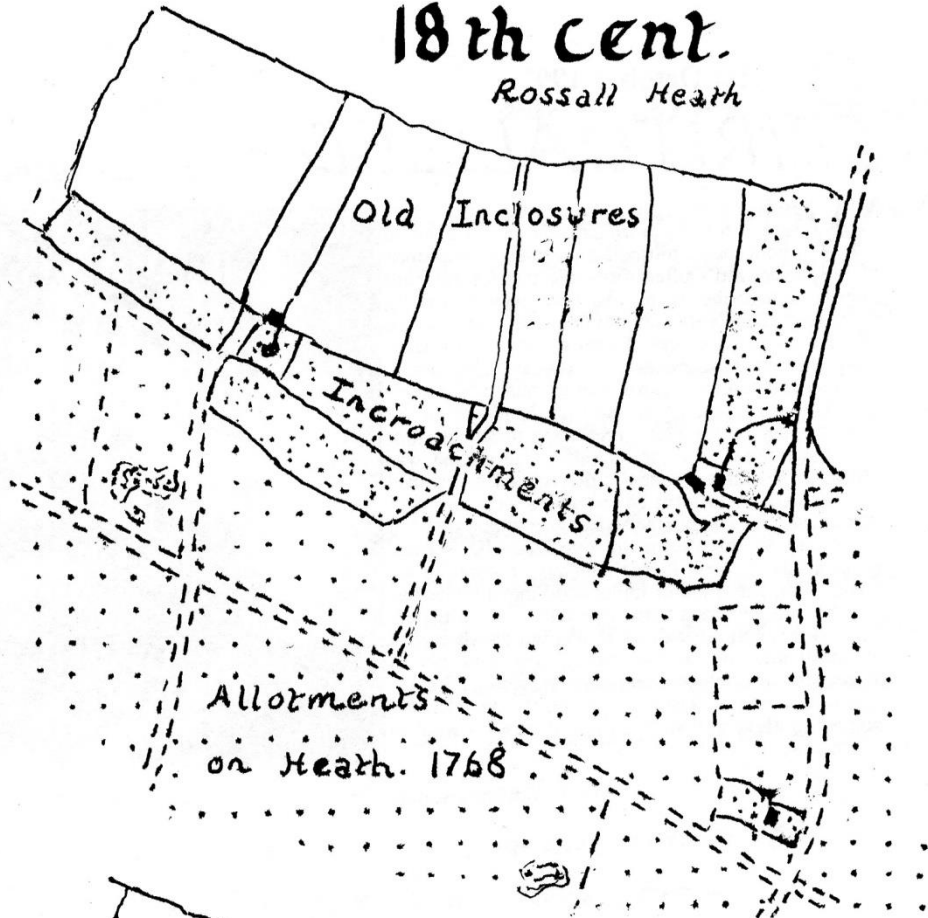 18th cent.
Rossall Heath
Old Inclosures
Incroachments
Allotments
on Heath. 1768